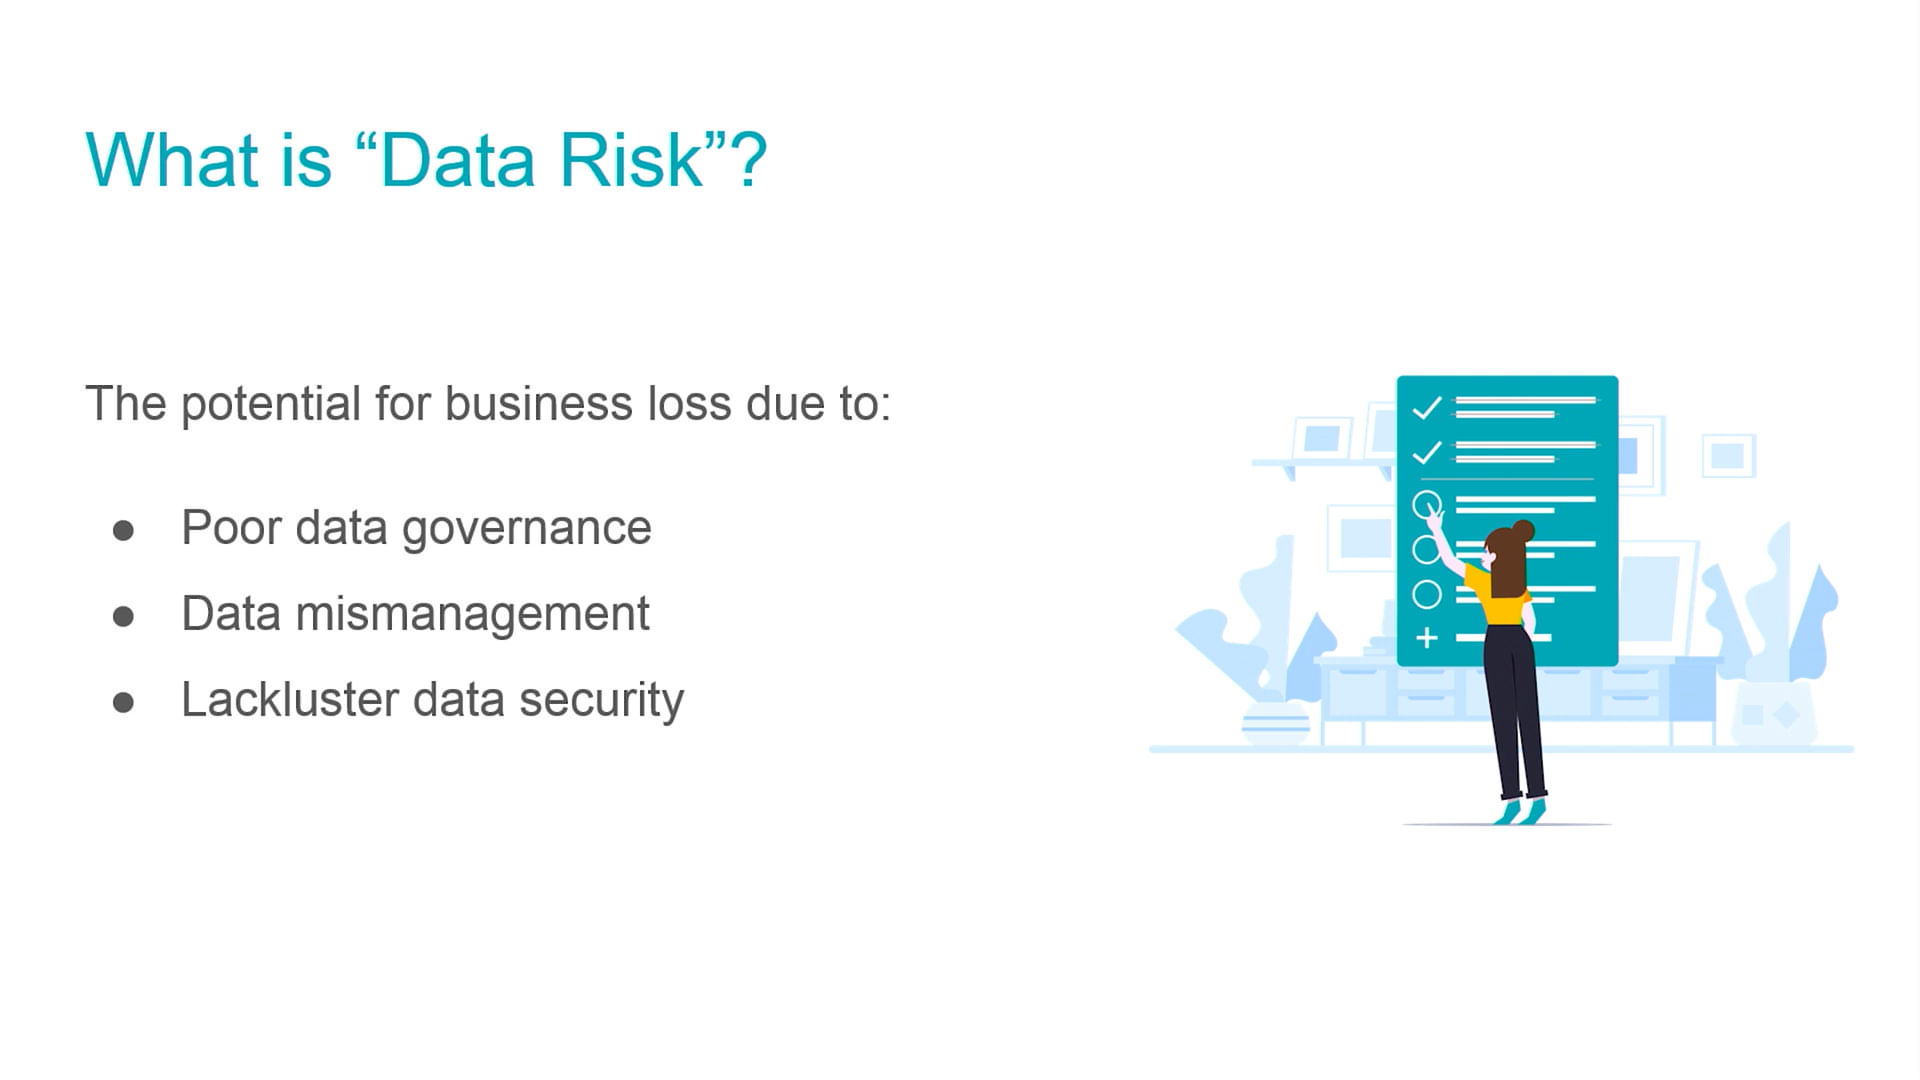 What is “Data Risk”?
The potential for business loss due to:
● Poor data governance
● Data mismanagement
● Lackluster data security